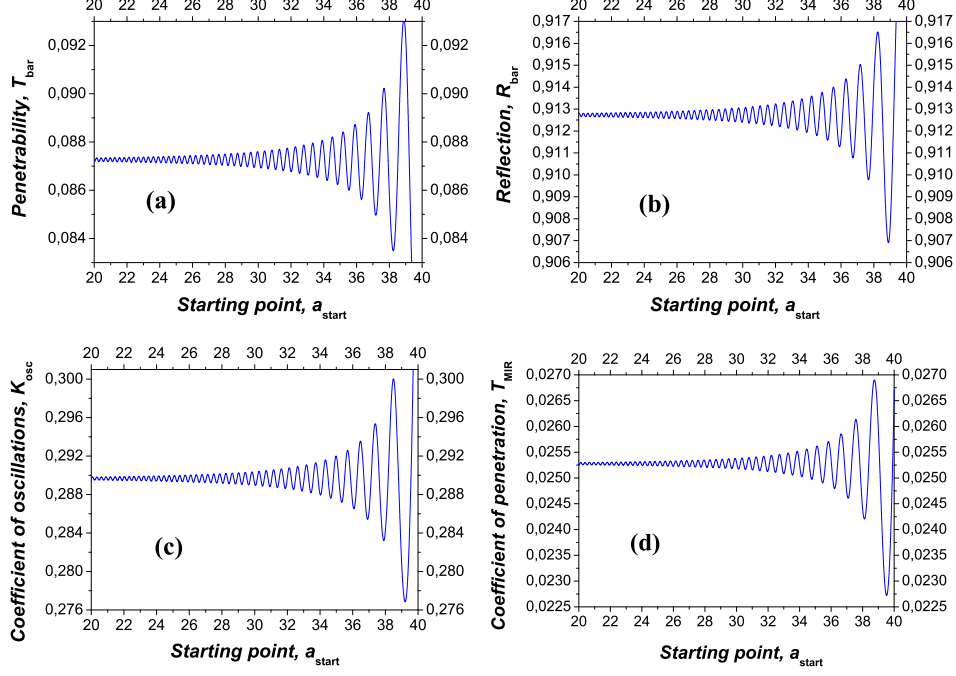 20 22 24 26 28 30 32 34 36 38 40
0,092 0,092
0,090 0,090
0,088 0,088
0,086 0,086
0,084 0,084
Penetrability, T_bar
(a)
20 22 24 26 28 30 32 34 36 38 40
Starting point, a_start
20 22 24 26 28 30 32 34 36 38 40
0,917 0,917
0,916 0,916
0,915 0,915
0,914 0,914
0,913 0,913
0,912 0,912
0,911 0,911
0,910 0,910
0,909 0,909
0,908 0,908
0,907 0,907
0,906 0,906
Reflection, R_bar
(b)
20 22 24 26 28 30 32 34 36 38 40
Starting point, a_start
20 22 24 26 28 30 32 34 36 38 40
0,300 0,300
0,296 0,296
0,292 0,292
0,288 0,288
0,284 0,284
0,280 0,280
0,276 0,276
Coefficient of oscillations, K_osc
(c)
20 22 24 26 28 30 32 34 36 38 40
Starting point, a_start
20 22 24 26 28 30 32 34 36 38 40
0,0270 0,0270
0,0265 0,0265
0,0260 0,0260
0,0255 0,0255
0,0250 0,0250
0,0245 0,0245
0,0240 0,0240
0,0235 0,0235
0,0230 0,0230
0,0225 0,0225
Coefficient of penetration, T_MIR
(d)
20 22 24 26 28 30 32 34 36 38 40
Starting point, a_start